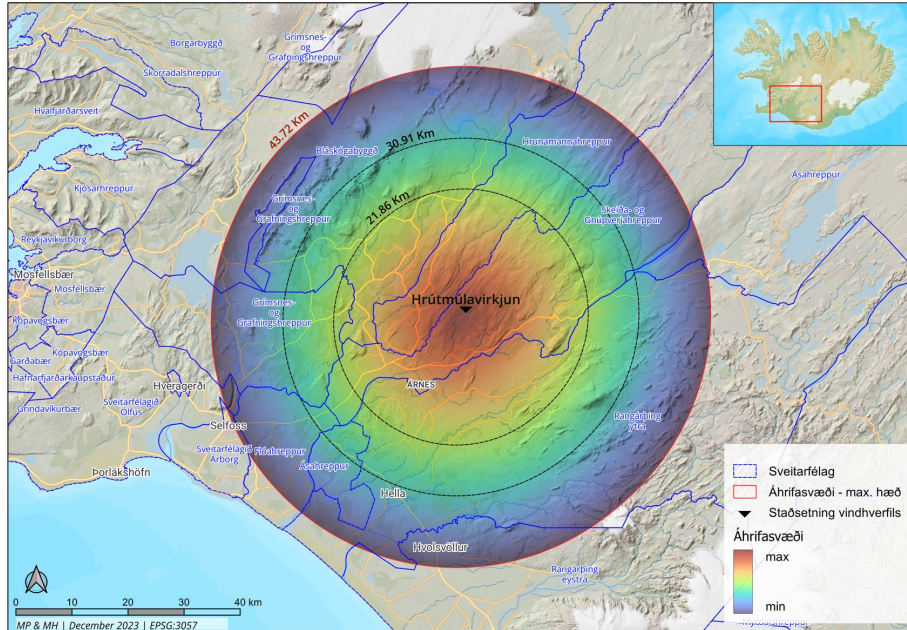 Borgarbyggð
Grímsnes-
og
Grafningshreppur
Skorradalshreppur
Hvalfjarðarsveit
43.72 Km
30.91 Km
Bláskógabyggð
Hrunamannahreppur
Ásahreppur
Kjósarhreppur
Grímsnes-
og
Grafningshreppur
21.86 Km
Skeiða- og
Gnúpverjahreppur
Reykjavíkurborg
Mosfellsbær
Mosfellsbær
Hrútmúlavirkjun
Grímsnes-
og
Grafningshreppur
Kópavogsbær
Kópavogsbær
Garðabær
Hafnarfjarðarkaupstaður
Hveragerði
ÁRNES
Grindavíkurbær
Sveitarfélagið
Ölfus
Selfoss
Rangárþing
ytra
Sveitarfélagið
Árborg
Flóahreppur
Ásahreppur
Þorlákshöfn
Hella
Hvolsvöllur
Rangárþing
eystra
Sveitarfélag
Áhrifasvæði - max. hæð
Staðsetning vindhverfils
Áhrifasvæði
max
min
0 10 20 30 40 km
MP & MH | December 2023 | EPSG:3057